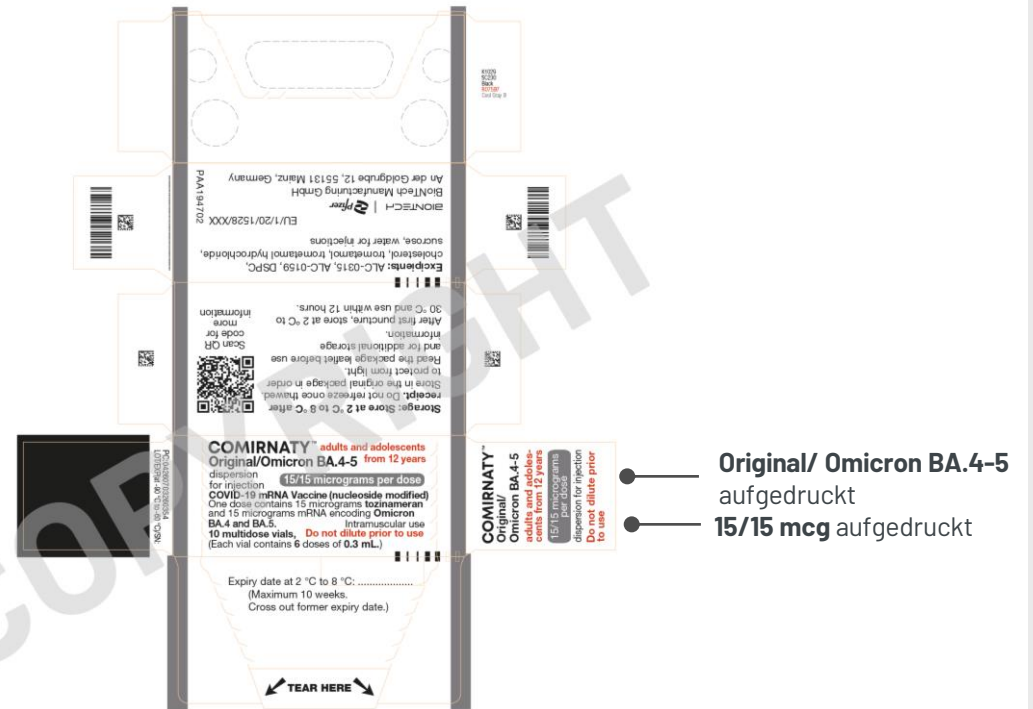 BLACK
Black
EU/1/20/1528/XXX
PAA194702
BIONTECH | Pfizer
BioNTech Manufacturing GmbH
An der Goldgrube 12, 55131 Mainz, Germany
Excipients: ALC-0315, ALC-0159, DSPC,
cholesterol, trometamol, trometamol hydrochloride,
sucrose, water for injections
Storage: Store at 2 °C to 8 °C after
receipt. Do not refreeze once thawed.
Store in the original package in order
to protect from light.
Read the package leaflet before use
and for additional storage
information.
After first puncture, store at 2 °C to
30 °C and use within 12 hours.
Scan QR
code for
more
information
COMIRNATY™ adults and adolescents
Original/Omicron BA.4-5 from 12 years
dispersion
for injection 15/15 micrograms per dose
COVID-19 mRNA Vaccine (nucleoside modified)
One dose contains 15 micrograms tozinameran
and 15 micrograms mRNA encoding Omicron
BA.4 and BA.5. Intramuscular use
10 multidose vials, Do not dilute prior to use
(Each vial contains 6 doses of 0.3 mL.)
COMIRNATY™
Original/
Omicron BA.4-5
adults and adoles-
cents from 12 years
15/15 micrograms
per dose
dispersion for injection
Do not dilute prior
to use
Original/ Omicron BA.4-5
aufgedruckt
15/15 mcg aufgedruckt
Expiry date at 2 °C to 8 °C: ...................
(Maximum 10 weeks.
Cross out former expiry date.)
TEAR HERE
COPYRIGHT